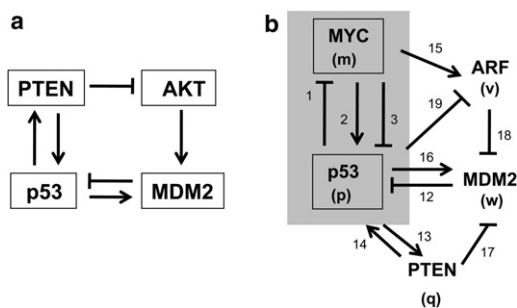 a
PTEN
AKT
p53
MDM2
b
MYC
(m)
15
ARF
(v)
1
2
3
19
18
p53
(p)
16
12
MDM2
(w)
14
13
17
PTEN
(q)